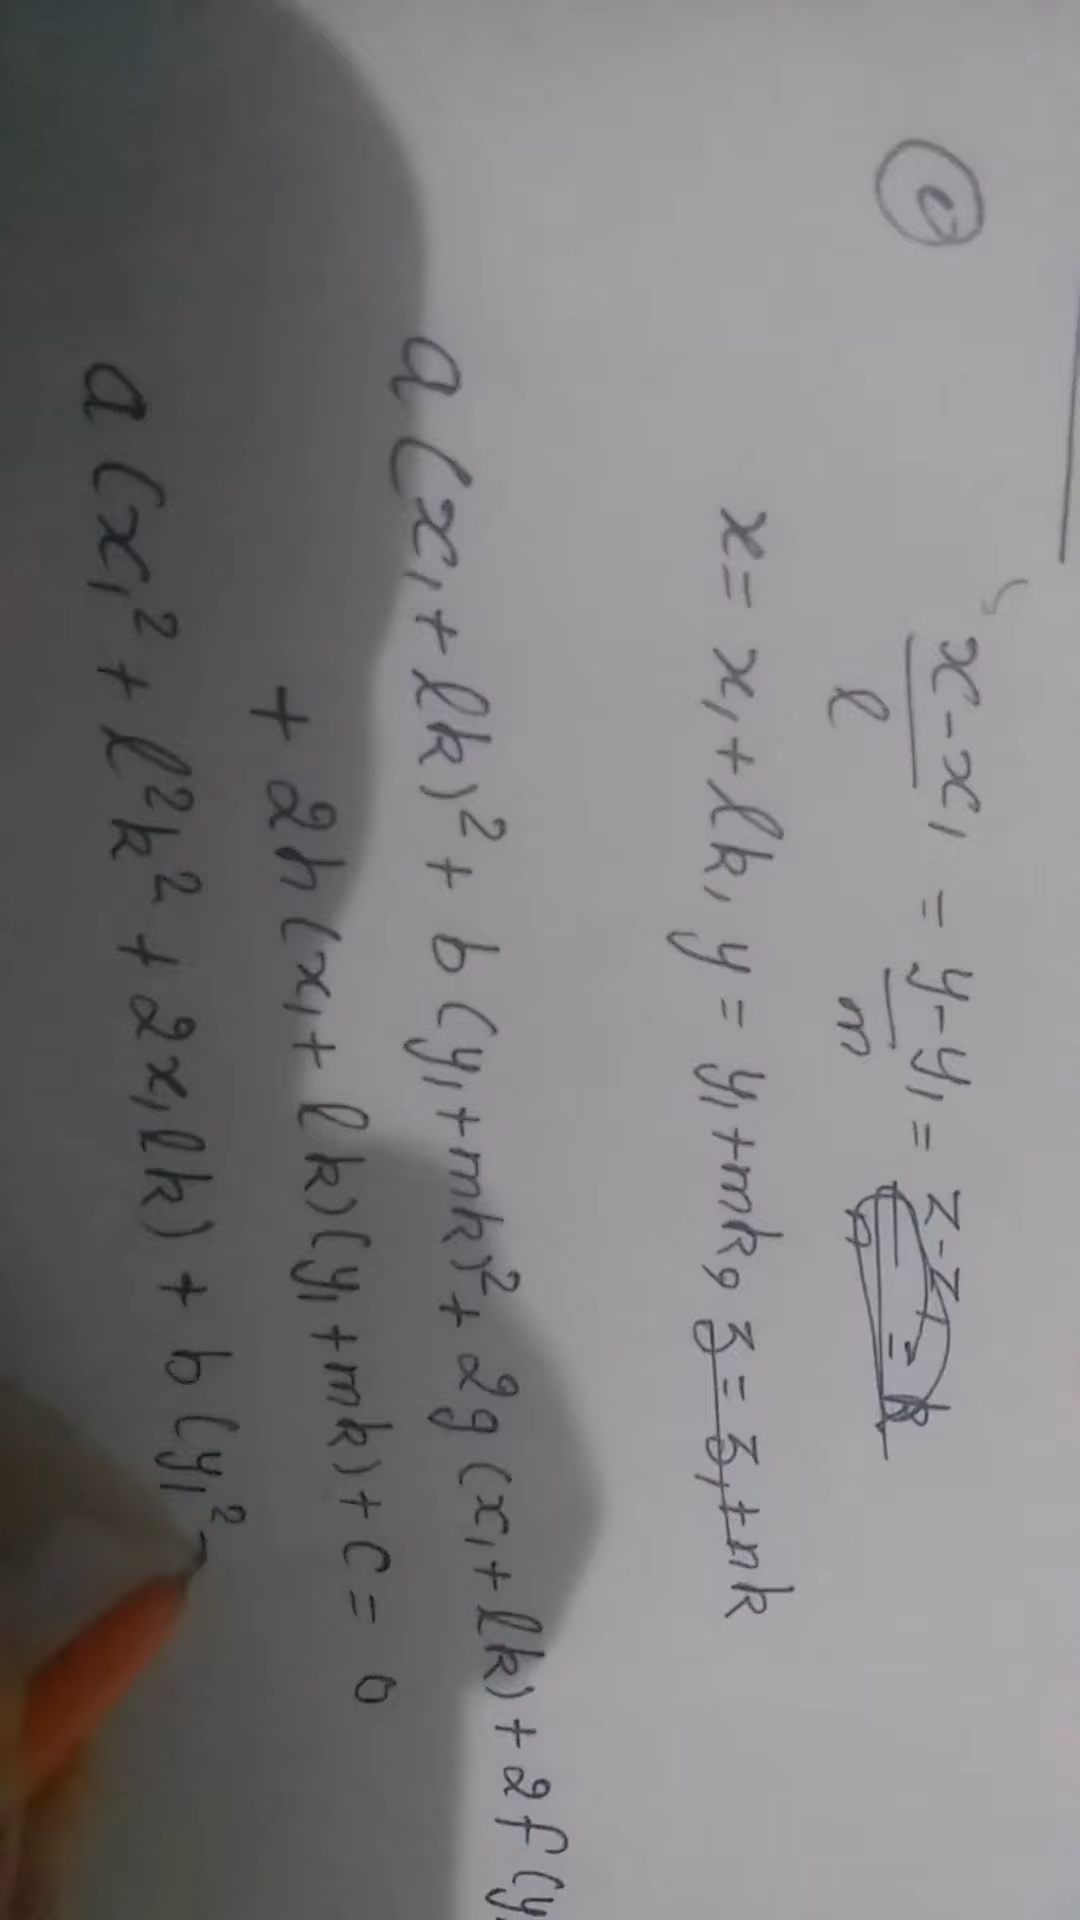 x-x₁/l = y-y₁/m = z-z₁
x = x₁ + lk, y = y₁+mk, z = z₁+nk
a(x₁+lk)² + b(y₁+mk)² + 2g(x₁+lk) + 2f(y₁
+ 2h(x₁+lk)(y₁+mk)+c = 0
a(x₁² + l²k² + 2x₁lk) + b(y₁²